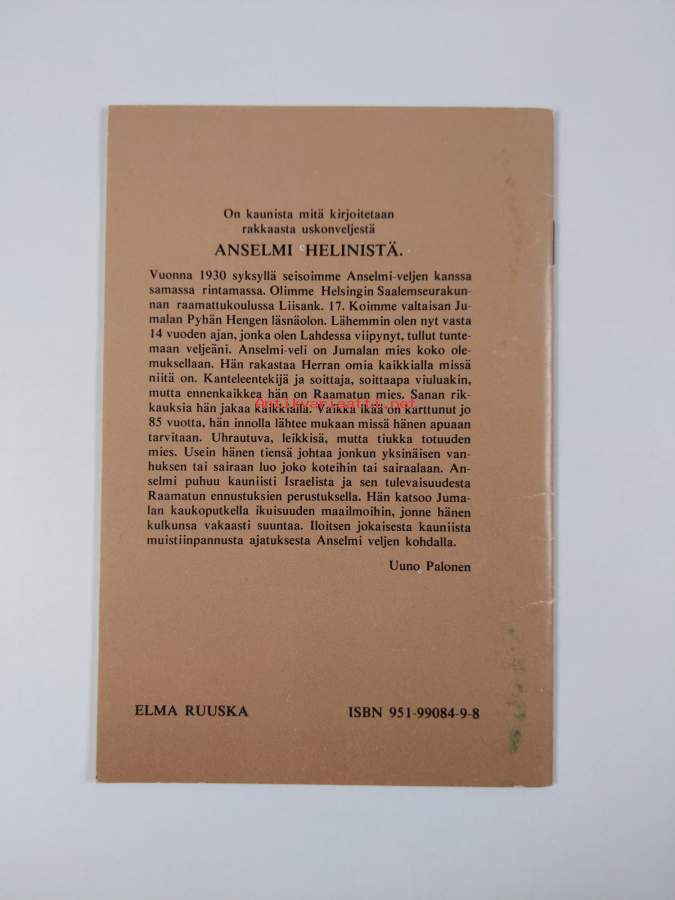 On kaunista mitä kirjoitetaan
rakkaasta uskonveljestä
ANSELMI HELINISTÄ.
Vuonna 1930 syksyllä seisoimme Anselmi-veljen kanssa
samassa rintamassa. Olimme Helsingin Saalemseurakun-
nan raamattukoulussa Liisank. 17. Koimme valtaisan Ju-
malan Pyhän Hengen läsnäolon. Lähemmin olen nyt vasta
14 vuoden ajan, jonka olen Lahdessa viipynyt, tullut tunte-
maan veljeäni. Anselmi-veli on Jumalan mies koko ole-
muksellaan. Hän rakastaa Herran omia kaikkialla missä
niitä on. Kanteleentekijä ja soittaja, soittaapa viuluakin,
mutta ennenkaikkea hän on Raamatun mies. Sanan rik-
Antikvariaatti.net
kauksia hän jakaa kaikkialla. Vaikka ikää on karttunut jo
85 vuotta, hän innolla lähtee mukaan missä hänen apuaan
tarvitaan. Uhrautuva, leikkisä, mutta tiukka totuuden
mies. Usein hänen tiensä johtaa jonkun yksinäisen van-
huksen tai sairaan luo joko koteihin tai sairaalaan. An-
selmi puhuu kauniisti Israelista ja sen tulevaisuudesta
Raamatun ennustuksien perustuksella. Hän katsoo Juma-
lan kaukoputkella ikuisuuden maailmoihin, jonne hänen
kulkunsa vakaasti suuntaa. Iloitsen jokaisesta kauniista
muistiinpannusta ajatuksesta Anselmi veljen kohdalla.
Uuno Palonen
ELMA RUUSKA
ISBN 951-99084-9-8